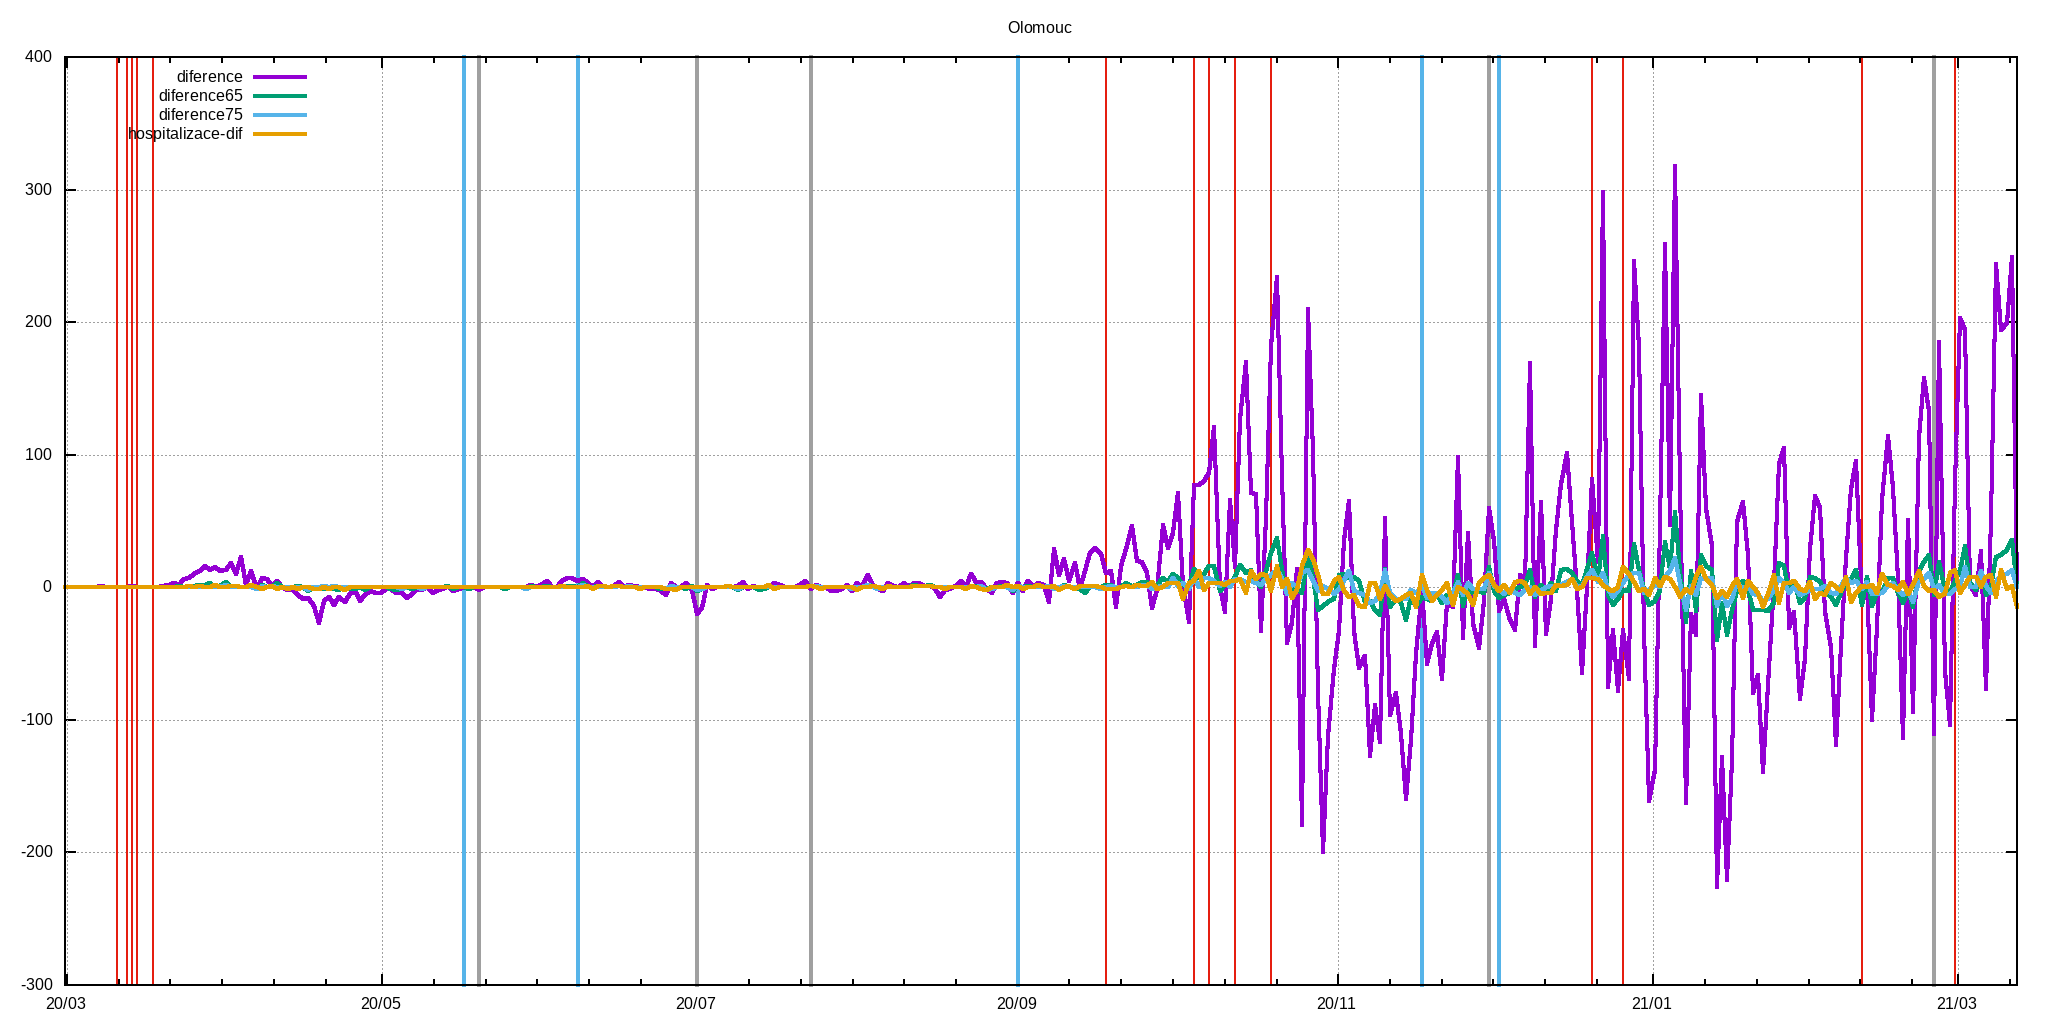 Olomouc
400
300
200
100
0
-100
-200
-300
diference
diference65
diference75
hospitalizace-dif
20/03 20/05 20/07 20/09 20/11 21/01 21/03